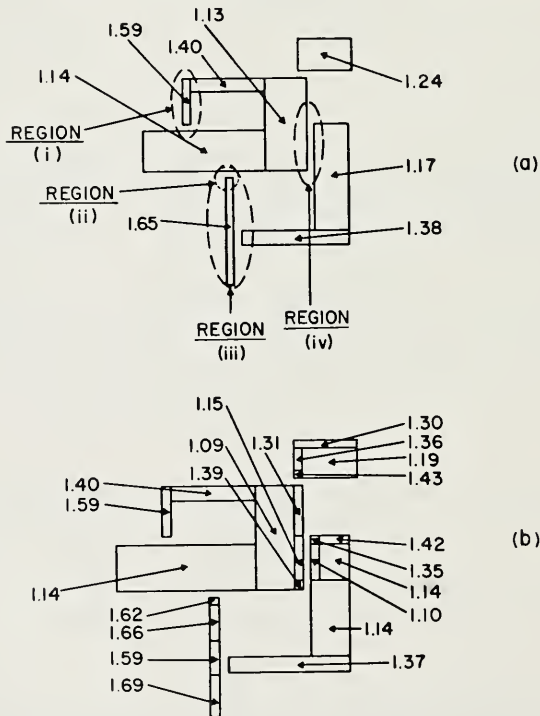 1.13
1.59
1.40
1.14
1.24
REGION
(i)
(a)
1.17
REGION
(ii)
1.65
1.38
REGION
(iii)
REGION
(iv)
1.15
1.30
1.09
1.31
1.36
1.39
1.19
1.40
1.43
1.59
1.42
(b)
1.35
1.14
1.14
1.10
1.62
1.14
1.66
1.59
1.37
1.69